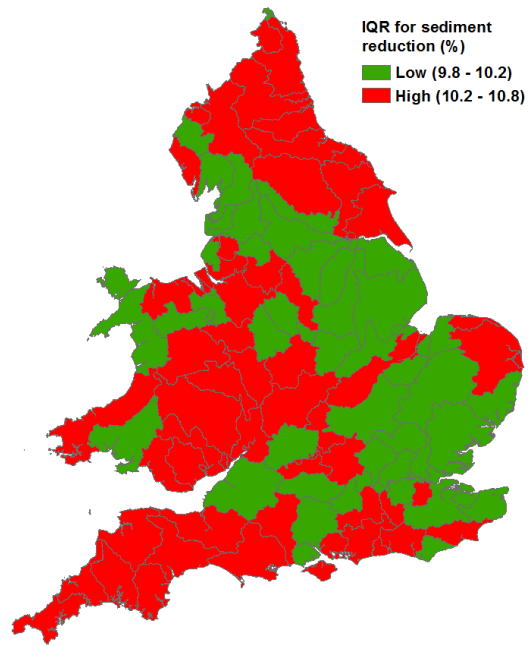 IQR for sediment
reduction (%)
Low (9.8 - 10.2)
High (10.2 - 10.8)